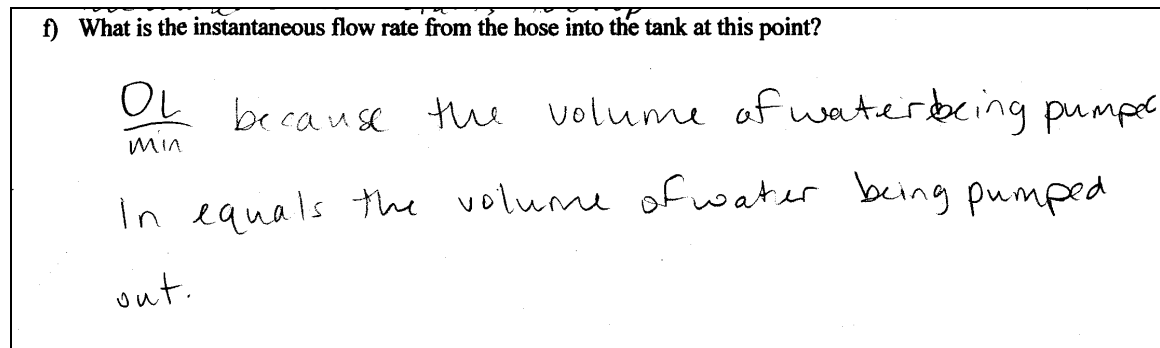 f) What is the instantaneous flow rate from the hose into the tank at this point?
0L/min because the volume of water being pumped
in equals the volume of water being pumped
out.